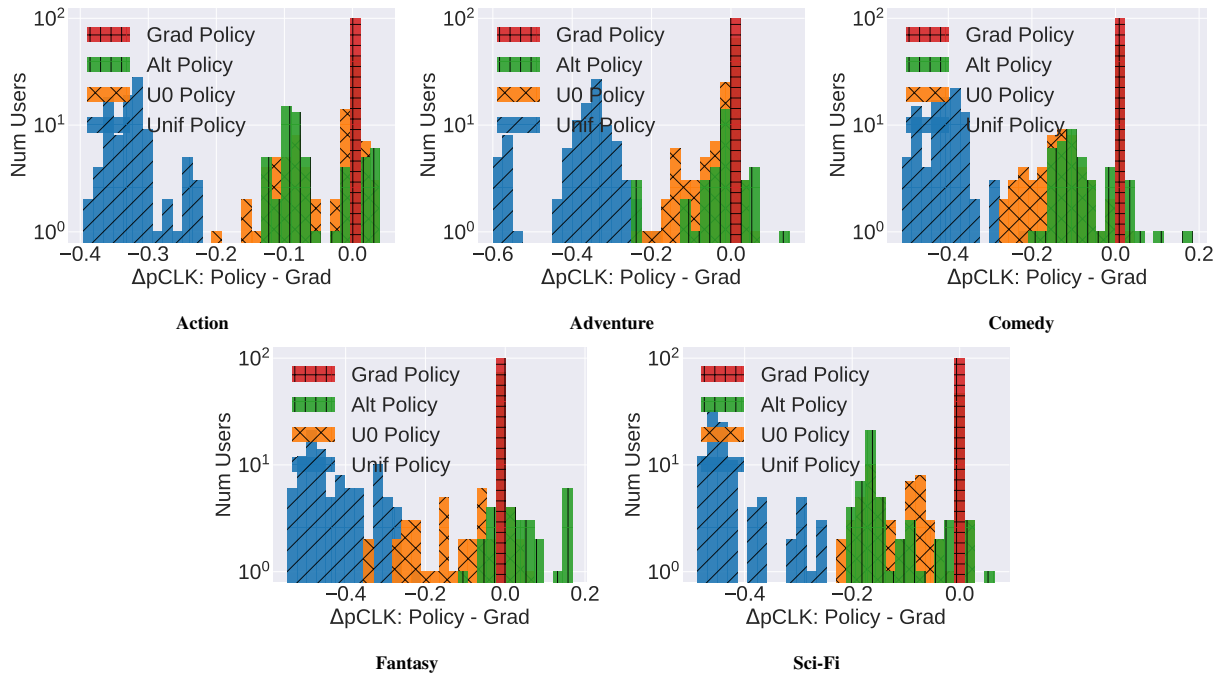 10²
10¹
10⁰
Num Users
Grad Policy
Alt Policy
U0 Policy
Unif Policy
−0.4 −0.3 −0.2 −0.1 0.0
ΔpCLK: Policy - Grad
Action
10²
10¹
10⁰
Num Users
Grad Policy
Alt Policy
U0 Policy
Unif Policy
−0.6 −0.4 −0.2 0.0
ΔpCLK: Policy - Grad
Adventure
10²
10¹
10⁰
Num Users
Grad Policy
Alt Policy
U0 Policy
Unif Policy
−0.4 −0.2 0.0 0.2
ΔpCLK: Policy - Grad
Comedy
10²
10¹
10⁰
Num Users
Grad Policy
Alt Policy
U0 Policy
Unif Policy
−0.4 −0.2 0.0 0.2
ΔpCLK: Policy - Grad
Fantasy
10²
10¹
10⁰
Num Users
Grad Policy
Alt Policy
U0 Policy
Unif Policy
−0.4 −0.2 0.0
ΔpCLK: Policy - Grad
Sci-Fi